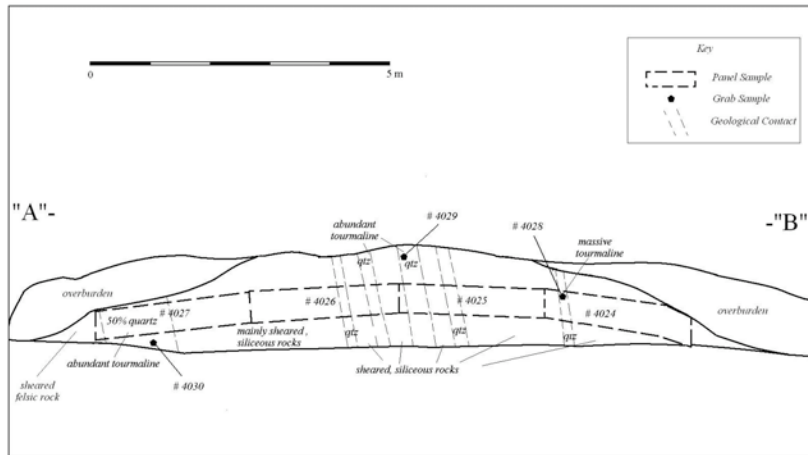 0
5 m
Key
Panel Sample
Grab Sample
Geological Contact
"A"-
-"B"
# 4029
abundant
tourmaline
# 4028
massive
tourmaline
qtz
qtz
overburden
overburden
# 4027
50% quartz
# 4026
# 4025
# 4024
mainly sheared ,
siliceous rocks
qtz
qtz
qtz
abundant tourmaline
sheared, siliceous rocks
sheared
felsic rock
# 4030